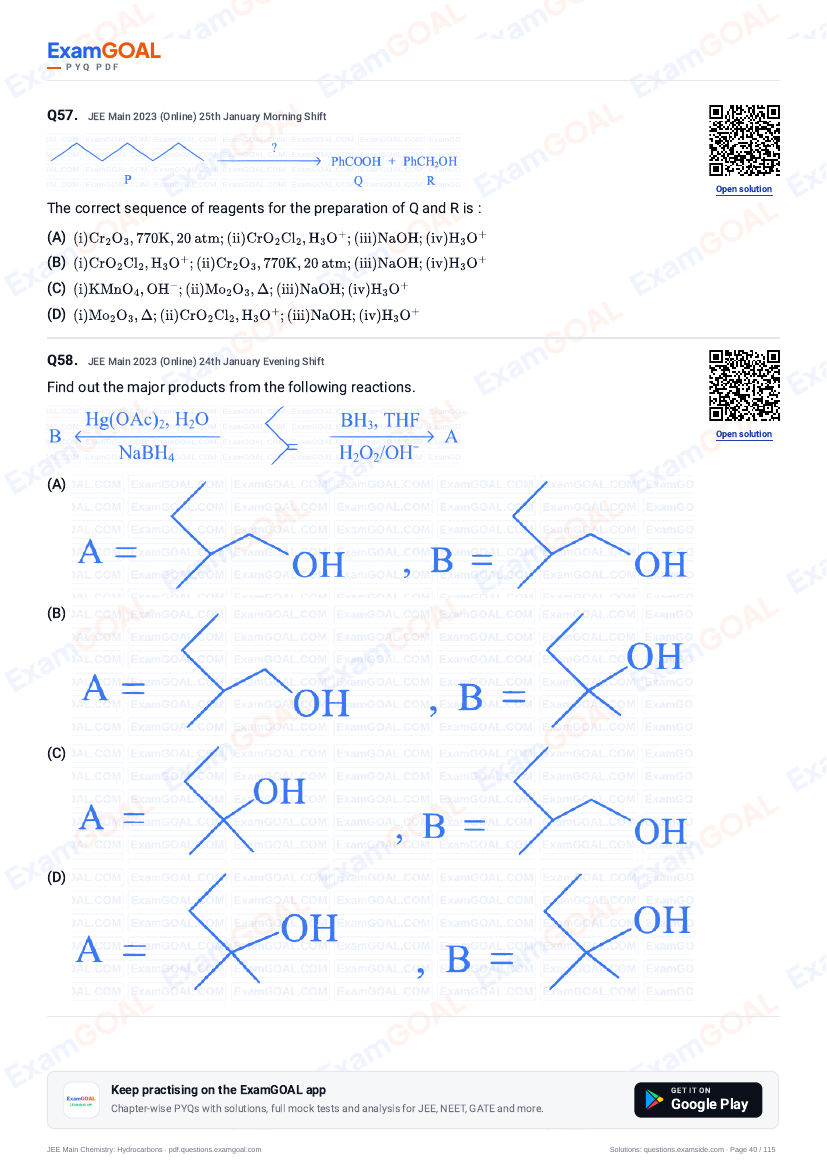 ExamGOAL
PYQ PDF
Q57. JEE Main 2023 (Online) 25th January Morning Shift
Open solution
? PhCOOH + PhCH₂OH
P Q R
The correct sequence of reagents for the preparation of Q and R is :
(A) (i)Cr₂O₃, 770K, 20 atm; (ii)CrO₂Cl₂, H₃O⁺; (iii)NaOH; (iv)H₃O⁺
(B) (i)CrO₂Cl₂, H₃O⁺; (ii)Cr₂O₃, 770K, 20 atm; (iii)NaOH; (iv)H₃O⁺
(C) (i)KMnO₄, OH⁻; (ii)Mo₂O₃, Δ; (iii)NaOH; (iv)H₃O⁺
(D) (i)Mo₂O₃, Δ; (ii)CrO₂Cl₂, H₃O⁺; (iii)NaOH; (iv)H₃O⁺
Q58. JEE Main 2023 (Online) 24th January Evening Shift
Open solution
Find out the major products from the following reactions.
Hg(OAc)₂, H₂O BH₃, THF
B A
NaBH₄ H₂O₂/OH⁻
(A)
A = OH , B = OH
(B)
A = OH , B = OH
(C)
A = OH , B = OH
(D)
A = OH , B = OH
Keep practising on the ExamGOAL app
Chapter-wise PYQs with solutions, full mock tests and analysis for JEE, NEET, GATE and more.
GET IT ON
Google Play
JEE Main Chemistry: Hydrocarbons · pdf.questions.examgoal.com
Solutions: questions.examside.com · Page 40 / 115